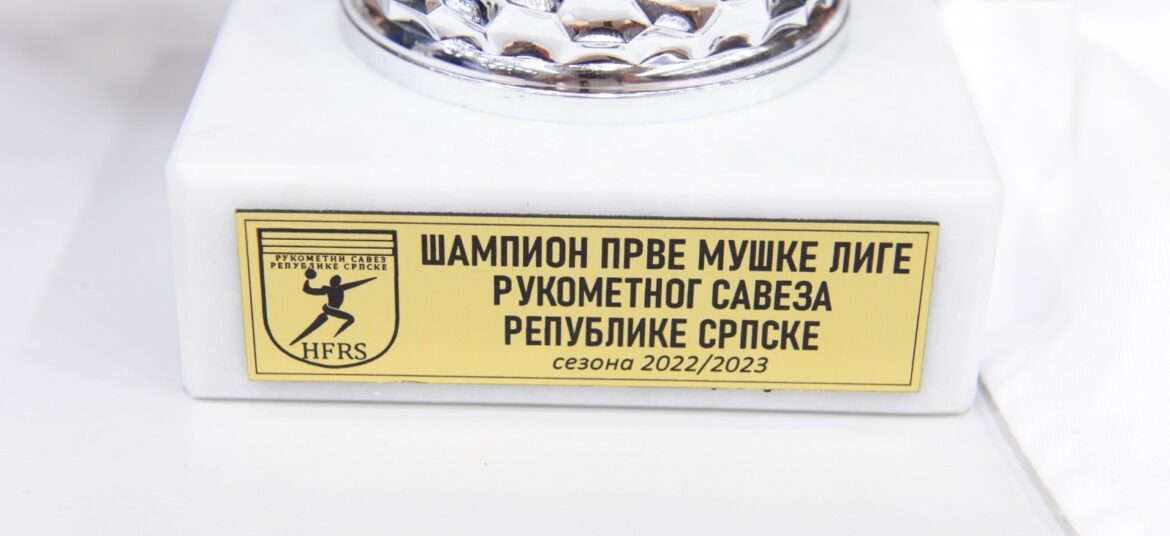 РУКОМЕТНИ САВЕЗ
РЕПУБЛИКЕ СРПСКЕ
HFRS
ШАМПИОН ПРВЕ МУШКЕ ЛИГЕ
РУКОМЕТНОГ САВЕЗА
РЕПУБЛИКЕ СРПСКЕ
сезона 2022/2023